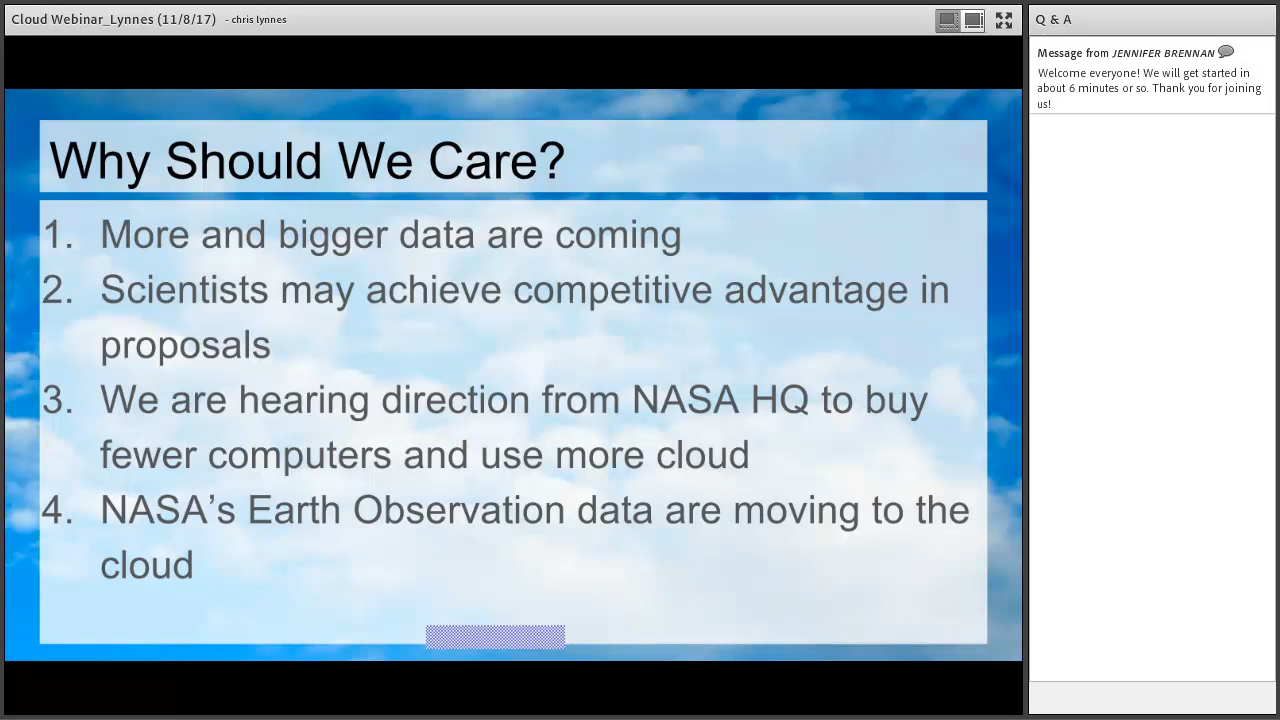 Cloud Webinar_Lynnes (11/8/17) - chris lynnes
Why Should We Care?
1. More and bigger data are coming
2. Scientists may achieve competitive advantage in
proposals
3. We are hearing direction from NASA HQ to buy
fewer computers and use more cloud
4. NASA’s Earth Observation data are moving to the
cloud
Q & A
Message from JENNIFER BRENNAN
Welcome everyone! We will get started in
about 6 minutes or so. Thank you for joining
us!